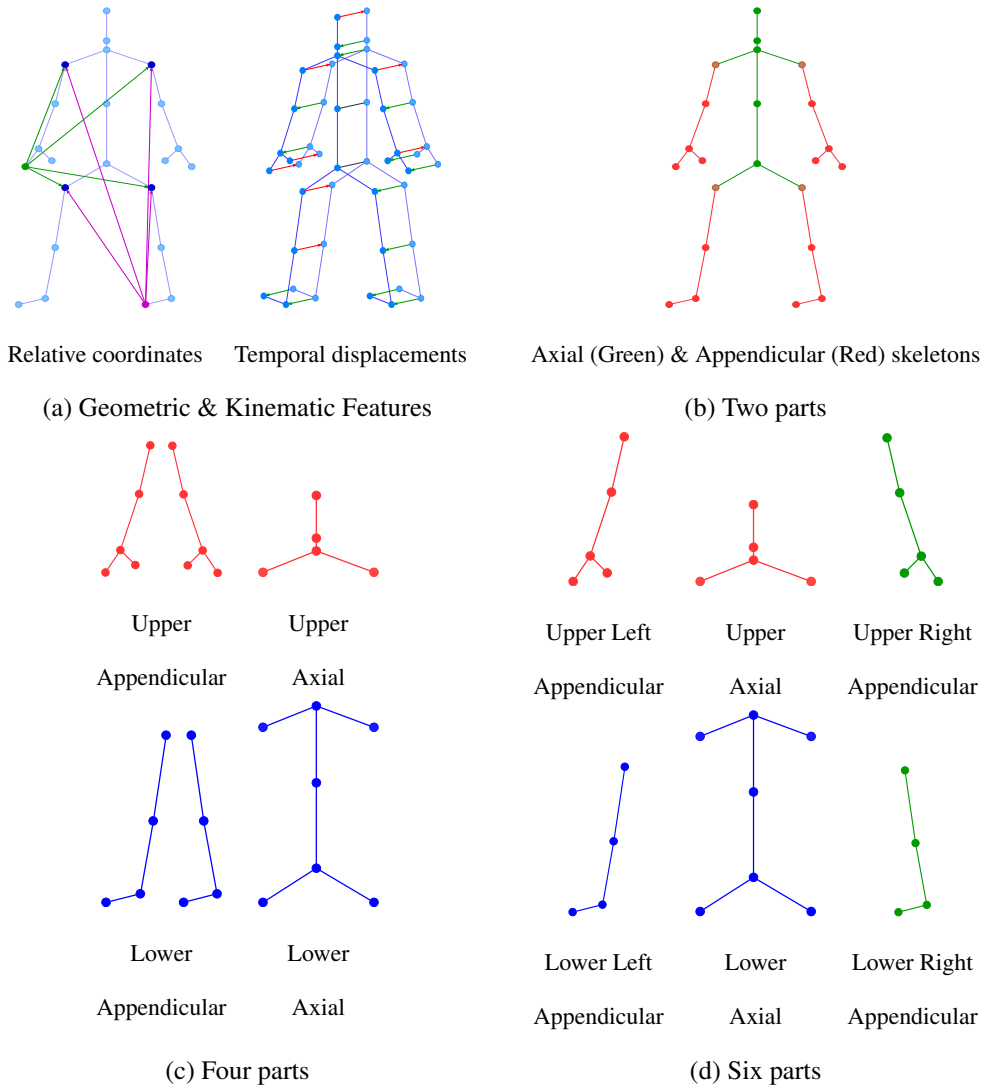 Relative coordinates
Temporal displacements
Axial (Green) & Appendicular (Red) skeletons
(a) Geometric & Kinematic Features
(b) Two parts
Upper
Appendicular
Upper
Axial
Lower
Appendicular
Lower
Axial
(c) Four parts
Upper Left
Appendicular
Upper
Axial
Upper Right
Appendicular
Lower Left
Appendicular
Lower
Axial
Lower Right
Appendicular
(d) Six parts